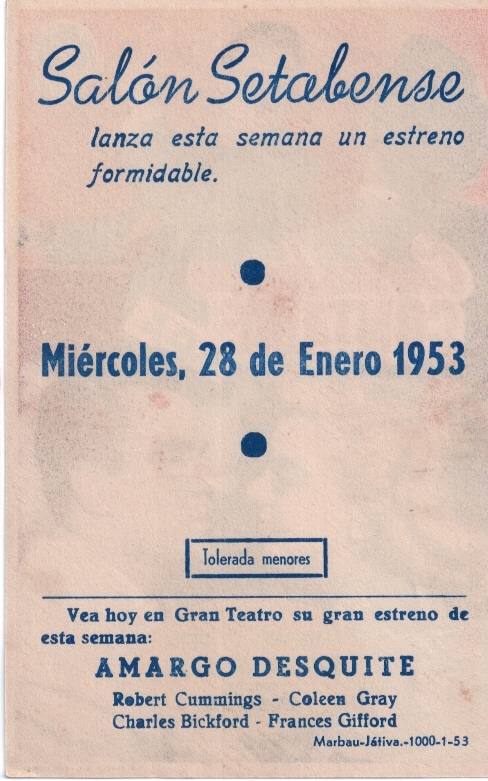 Salón Setabense
lanza esta semana un estreno
formidable.
Miércoles, 28 de Enero 1953
Tolerada menores
Vea hoy en Gran Teatro su gran estreno de
esta semana:
AMARGO DESQUITE
Robert Cummings - Coleen Gray
Charles Bickford - Frances Gifford
Marbau-Játiva.-1000-1-53